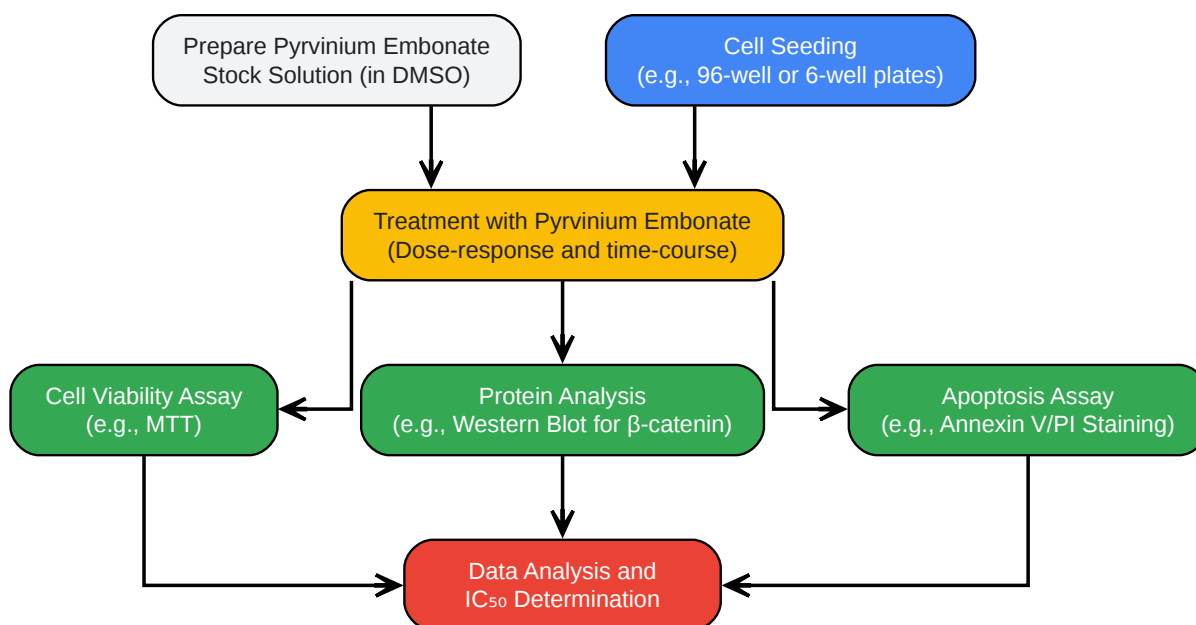 Prepare Pyrvinium Embonate
Stock Solution (in DMSO)
Cell Seeding
(e.g., 96-well or 6-well plates)
Treatment with Pyrvinium Embonate
(Dose-response and time-course)
Cell Viability Assay
(e.g., MTT)
Protein Analysis
(e.g., Western Blot for β-catenin)
Apoptosis Assay
(e.g., Annexin V/PI Staining)
Data Analysis and
IC₅₀ Determination